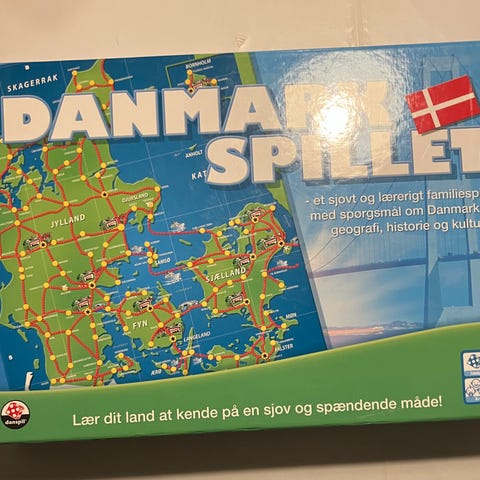 BORNHOLM
SKAGERRAK
DANMARK
SPILLET
ANHOLT
KAT
- et sjovt og lærerigt familiesp
med spørgsmål om Danmark
geografi, historie og kultu
DJURSLAND
JYLLAND
SAMSØ
SJÆLLAND
FYN
MØN
LANGELAND
FALSTER
ÆRØ
Lær dit land at kende på en sjov og spændende måde!
danspil